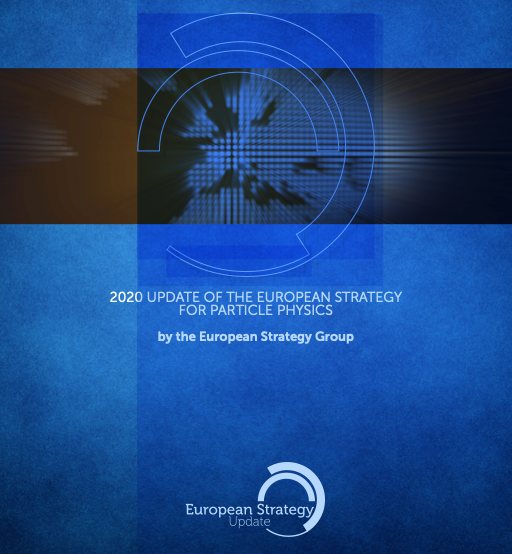 2020 UPDATE OF THE EUROPEAN STRATEGY
FOR PARTICLE PHYSICS
by the European Strategy Group
European Strategy
Update